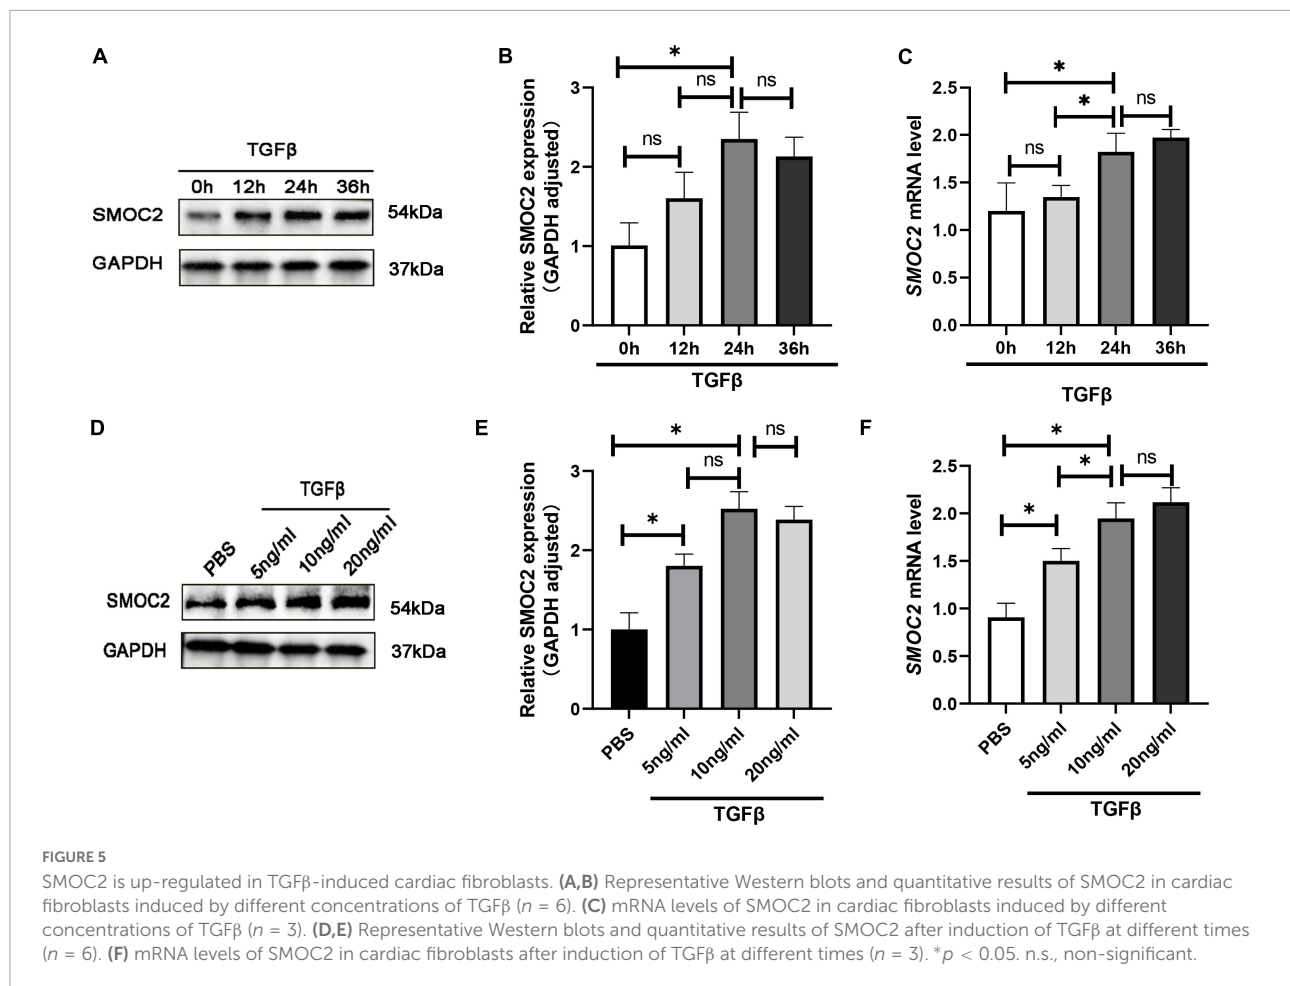 A
TGFβ
0h 12h 24h 36h
SMOC2 54kDa
GAPDH 37kDa
B
Relative SMOC2 expression
(GAPDH adjusted)
3
2
1
0
*
ns
ns
ns
0h 12h 24h 36h
TGFβ
C
SMOC2 mRNA level
2.5
2.0
1.5
1.0
0.5
0.0
*
*
ns
ns
0h 12h 24h 36h
TGFβ
D
TGFβ
PBS 5ng/ml 10ng/ml 20ng/ml
SMOC2 54kDa
GAPDH 37kDa
E
Relative SMOC2 expression
(GAPDH adjusted)
3
2
1
0
*
ns
ns
*
PBS 5ng/ml 10ng/ml 20ng/ml
TGFβ
F
SMOC2 mRNA level
2.5
2.0
1.5
1.0
0.5
0.0
*
*
ns
*
PBS 5ng/ml 10ng/ml 20ng/ml
TGFβ
FIGURE 5
SMOC2 is up-regulated in TGFβ-induced cardiac fibroblasts. (A,B) Representative Western blots and quantitative results of SMOC2 in cardiac
fibroblasts induced by different concentrations of TGFβ (n = 6). (C) mRNA levels of SMOC2 in cardiac fibroblasts induced by different
concentrations of TGFβ (n = 3). (D,E) Representative Western blots and quantitative results of SMOC2 after induction of TGFβ at different times
(n = 6). (F) mRNA levels of SMOC2 in cardiac fibroblasts after induction of TGFβ at different times (n = 3). *p < 0.05. n.s., non-significant.